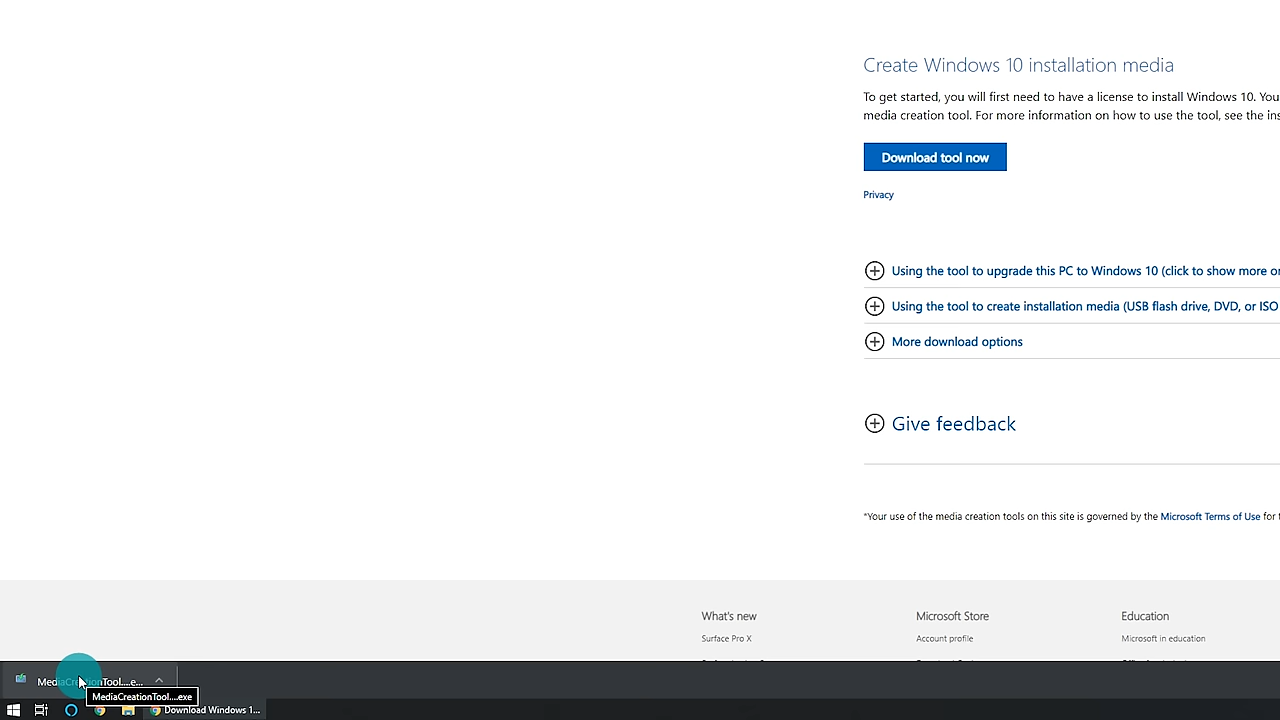 Create Windows 10 installation media
To get started, you will first need to have a license to install Windows 10. You
media creation tool. For more information on how to use the tool, see the ins
Download tool now
Privacy
Using the tool to upgrade this PC to Windows 10 (click to show more or
Using the tool to create installation media (USB flash drive, DVD, or ISO
More download options
Give feedback
*Your use of the media creation tools on this site is governed by the Microsoft Terms of Use for t
What's new
Microsoft Store
Education
Surface Pro X
Account profile
Microsoft in education
MediaCreationTool....e...
MediaCreationTool....exe
Download Windows 1...